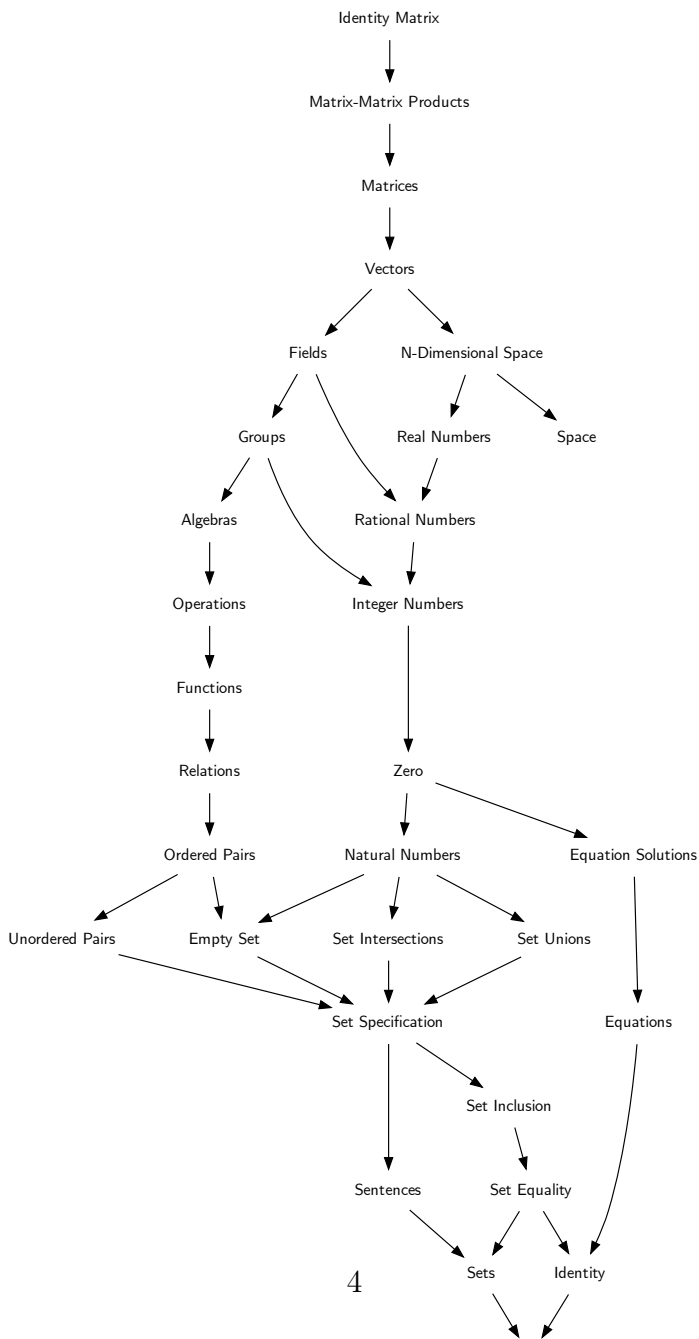 Identity Matrix
Matrix-Matrix Products
Matrices
Vectors
Fields
N-Dimensional Space
Groups
Real Numbers
Space
Algebras
Rational Numbers
Operations
Integer Numbers
Functions
Relations
Zero
Ordered Pairs
Natural Numbers
Equation Solutions
Unordered Pairs
Empty Set
Set Intersections
Set Unions
Set Specification
Equations
Set Inclusion
Sentences
Set Equality
Sets
Identity
4